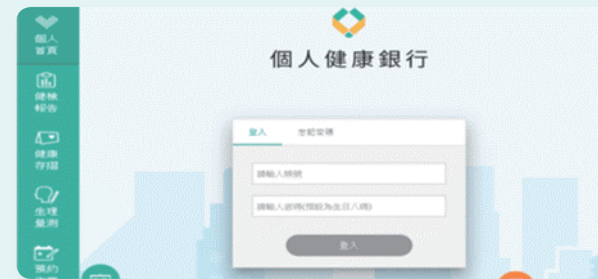 個人
首頁
健檢
報告
健康
存摺
生理
量測
預約
個人健康銀行
登入 忘記密碼
請輸入帳號
請輸入密碼(預設為生日八碼)
登入